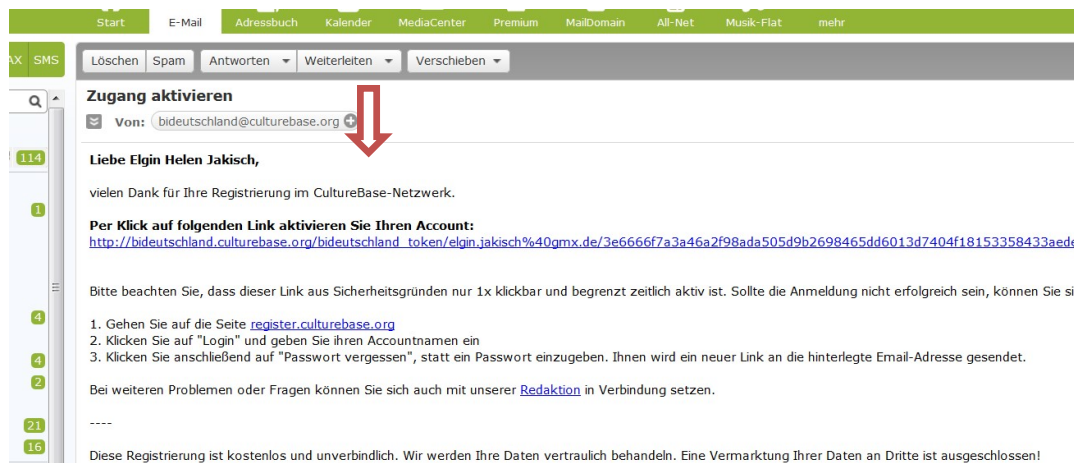 Start E-Mail Adressbuch Kalender MediaCenter Premium MailDomain All-Net Musik-Flat mehr
AX SMS Löschen Spam Antworten Weiterleiten Verschieben
Zugang aktivieren
Von: bideutschland@culturebase.org
114
Liebe Elgin Helen Jakisch,
vielen Dank für Ihre Registrierung im CultureBase-Netzwerk.
1
Per Klick auf folgenden Link aktivieren Sie Ihren Account:
http://bideutschland.culturebase.org/bideutschland_token/elgin.jakisch%40gmx.de/3e6666f7a3a46a2f98ada505d9b2698465dd6013d7404f18153358433aede
Bitte beachten Sie, dass dieser Link aus Sicherheitsgründen nur 1x klickbar und begrenzt zeitlich aktiv ist. Sollte die Anmeldung nicht erfolgreich sein, können Sie si
4
1. Gehen Sie auf die Seite register.culturebase.org
2. Klicken Sie auf "Login" und geben Sie ihren Accountnamen ein
4
3. Klicken Sie anschließend auf "Passwort vergessen", statt ein Passwort einzugeben. Ihnen wird ein neuer Link an die hinterlegte Email-Adresse gesendet.
2
Bei weiteren Problemen oder Fragen können Sie sich auch mit unserer Redaktion in Verbindung setzen.
21
----
16
Diese Registrierung ist kostenlos und unverbindlich. Wir werden Ihre Daten vertraulich behandeln. Eine Vermarktung Ihrer Daten an Dritte ist ausgeschlossen!